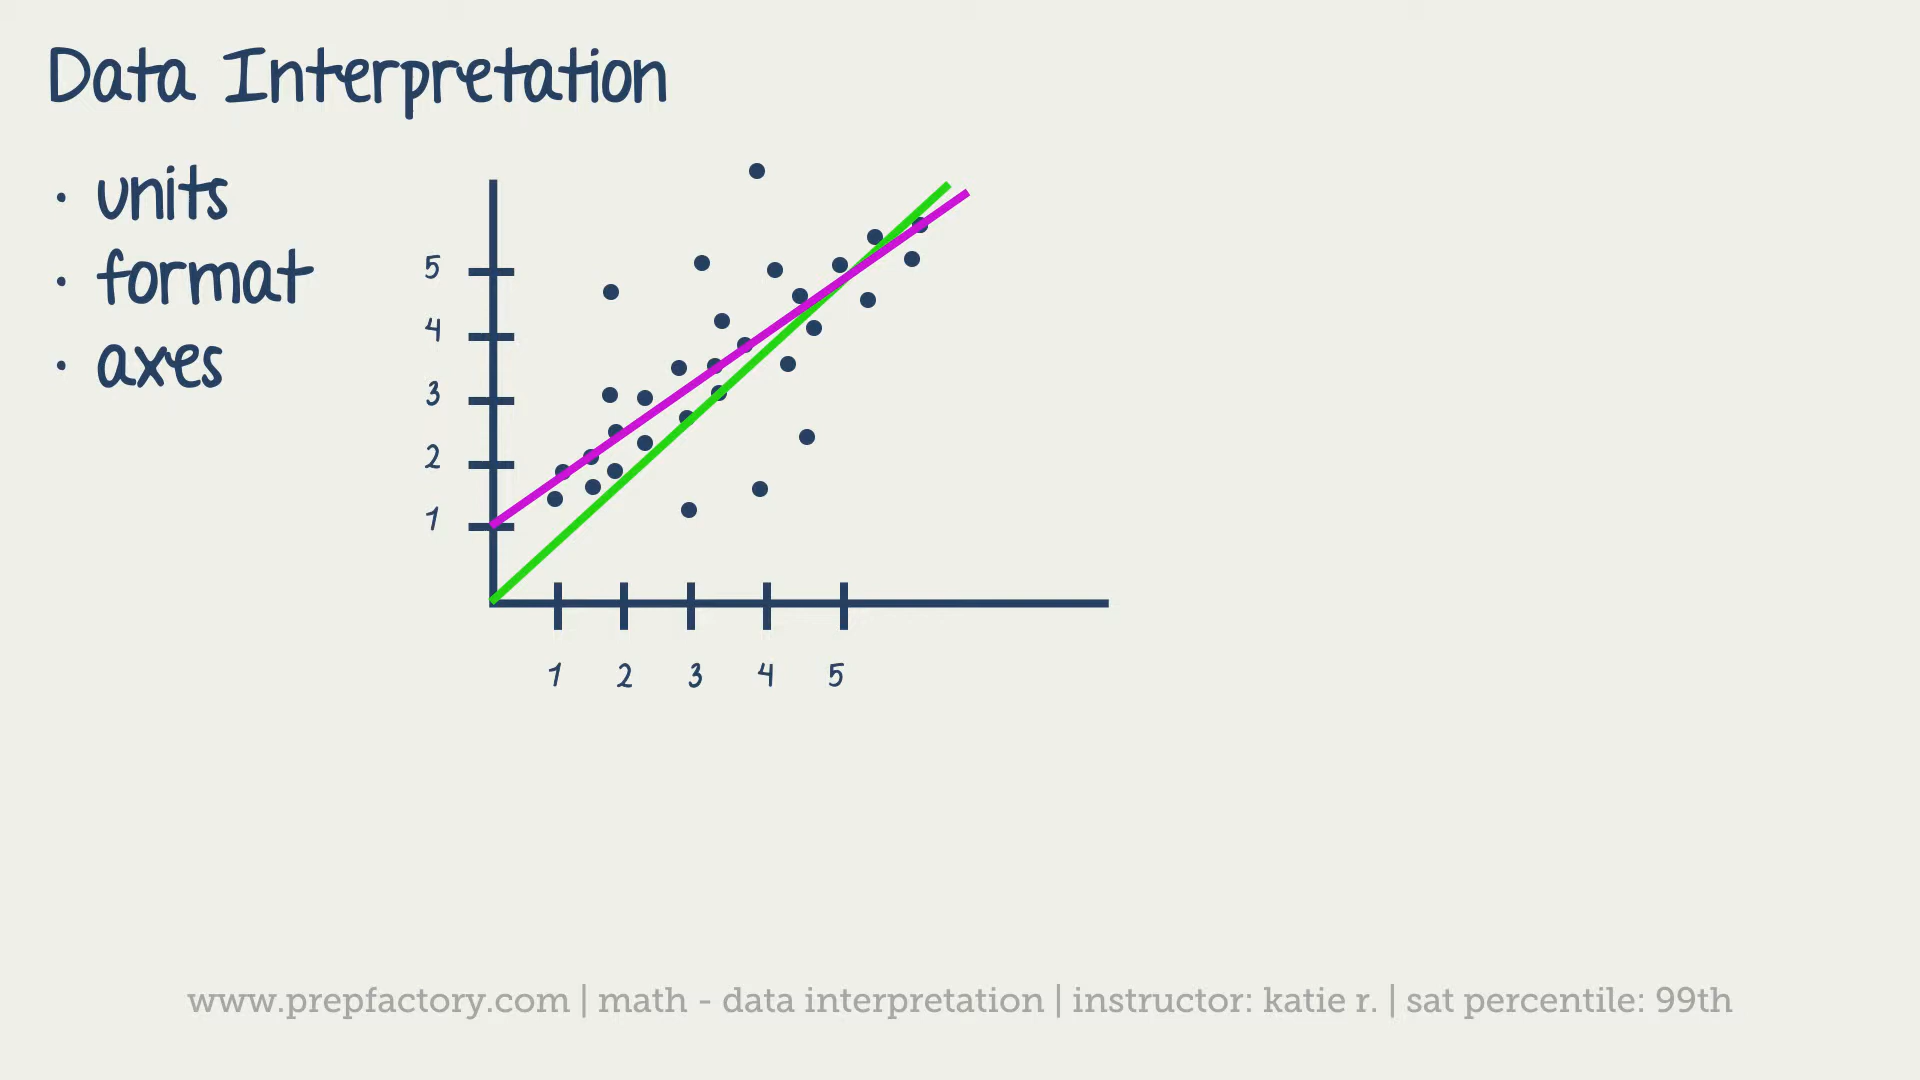 Data Interpretation
• units
• format
• axes
5
4
3
2
1
1 2 3 4 5
www.prepfactory.com | math - data interpretation | instructor: katie r. | sat percentile: 99th